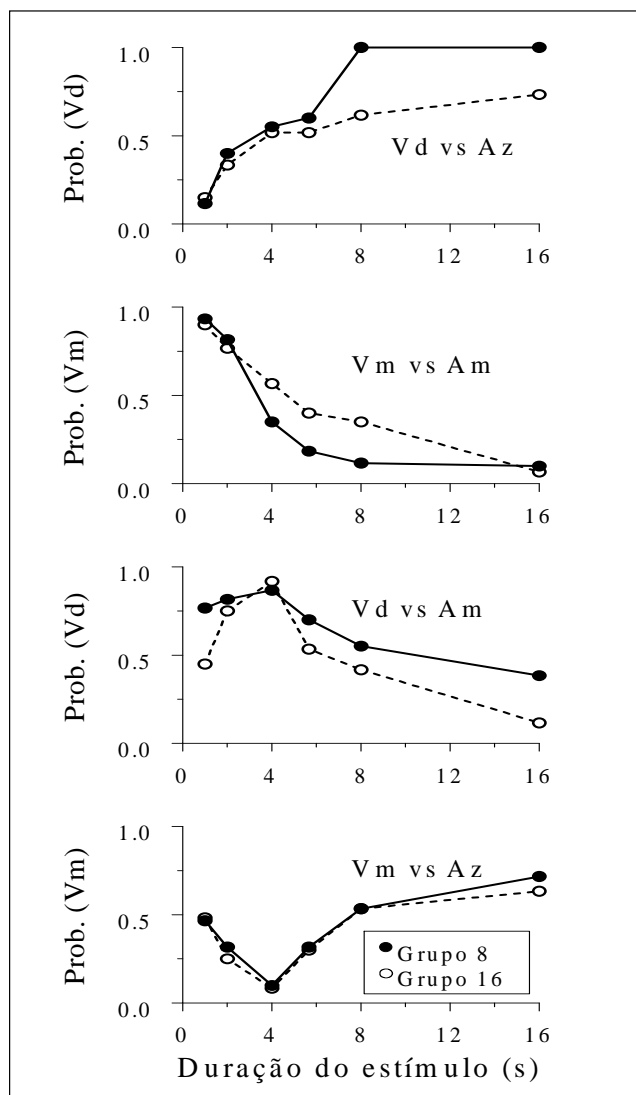 1.0
0.5
0.0
Prob. (Vd)
Vd vs Az
0 4 8 12 16
1.0
0.5
0.0
Prob. (Vm)
Vm vs Am
0 4 8 12 16
1.0
0.5
0.0
Prob. (Vd)
Vd vs Am
0 4 8 12 16
1.0
0.5
0.0
Prob. (Vm)
Vm vs Az
Grupo 8
Grupo 16
0 4 8 12 16
Duração do estímulo (s)